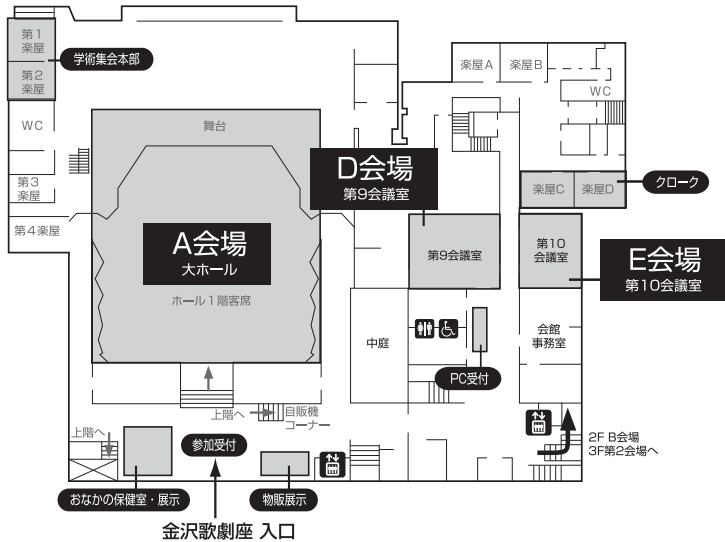 第1
楽屋
学術集会本部
第2
楽屋
楽屋A
楽屋B
WC
WC
舞台
D会場
第9会議室
第3
楽屋
楽屋C
楽屋D
クローク
第4楽屋
A会場
大ホール
第9会議室
第10
会議室
E会場
第10会議室
ホール1階客席
中庭
会館
事務室
PC受付
上階へ
自販機
コーナー
上階へ
参加受付
2F B会場
3F第2会場へ
おなかの保健室・展示
物販展示
金沢歌劇座 入口